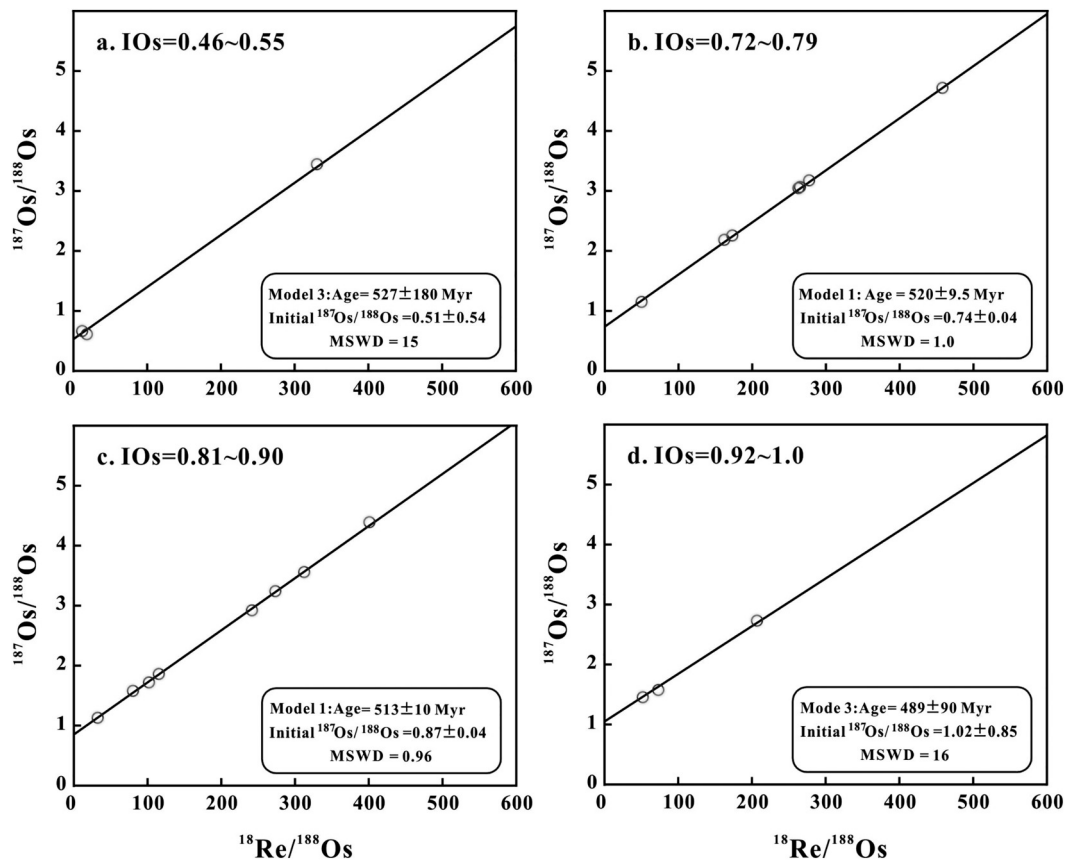 a. IOs=0.46~0.55
5
4
3
2
1
0
0 100 200 300 400 500 600
187Os/188Os
Model 3: Age= 527±180 Myr
Initial 187Os/188Os =0.51±0.54
MSWD = 15
b. IOs=0.72~0.79
5
4
3
2
1
0
0 100 200 300 400 500 600
187Os/188Os
Model 1: Age= 520±9.5 Myr
Initial 187Os/188Os =0.74±0.04
MSWD = 1.0
c. IOs=0.81~0.90
5
4
3
2
1
0
0 100 200 300 400 500 600
187Os/188Os
18Re/188Os
Model 1: Age= 513±10 Myr
Initial 187Os/188Os =0.87±0.04
MSWD = 0.96
d. IOs=0.92~1.0
5
4
3
2
1
0
0 100 200 300 400 500 600
187Os/188Os
18Re/188Os
Mode 3: Age= 489±90 Myr
Initial 187Os/188Os =1.02±0.85
MSWD = 16